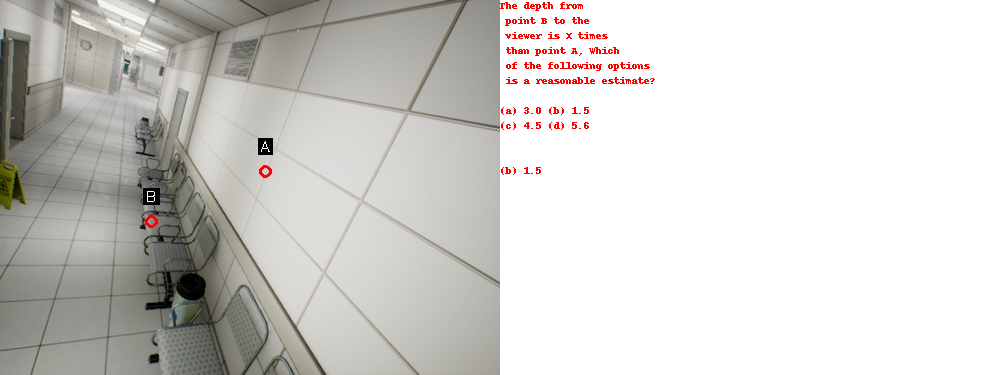 A
B
The depth from
point B to the
viewer is X times
than point A, Which
of the following options
is a reasonable estimate?
(a) 3.0 (b) 1.5
(c) 4.5 (d) 5.6
(b) 1.5